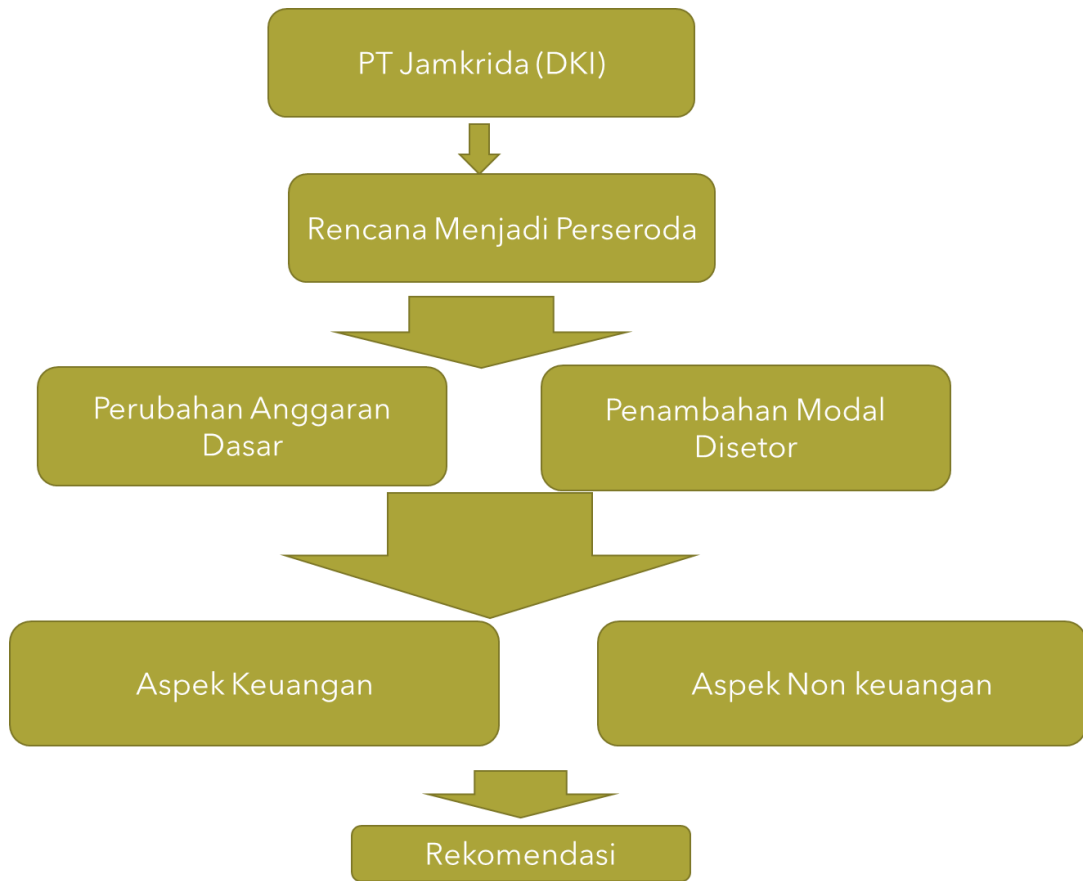 PT Jamkrida (DKI)
Rencana Menjadi Perseroda
Perubahan Anggaran
Dasar
Penambahan Modal
Disetor
Aspek Keuangan
Aspek Non keuangan
Rekomendasi